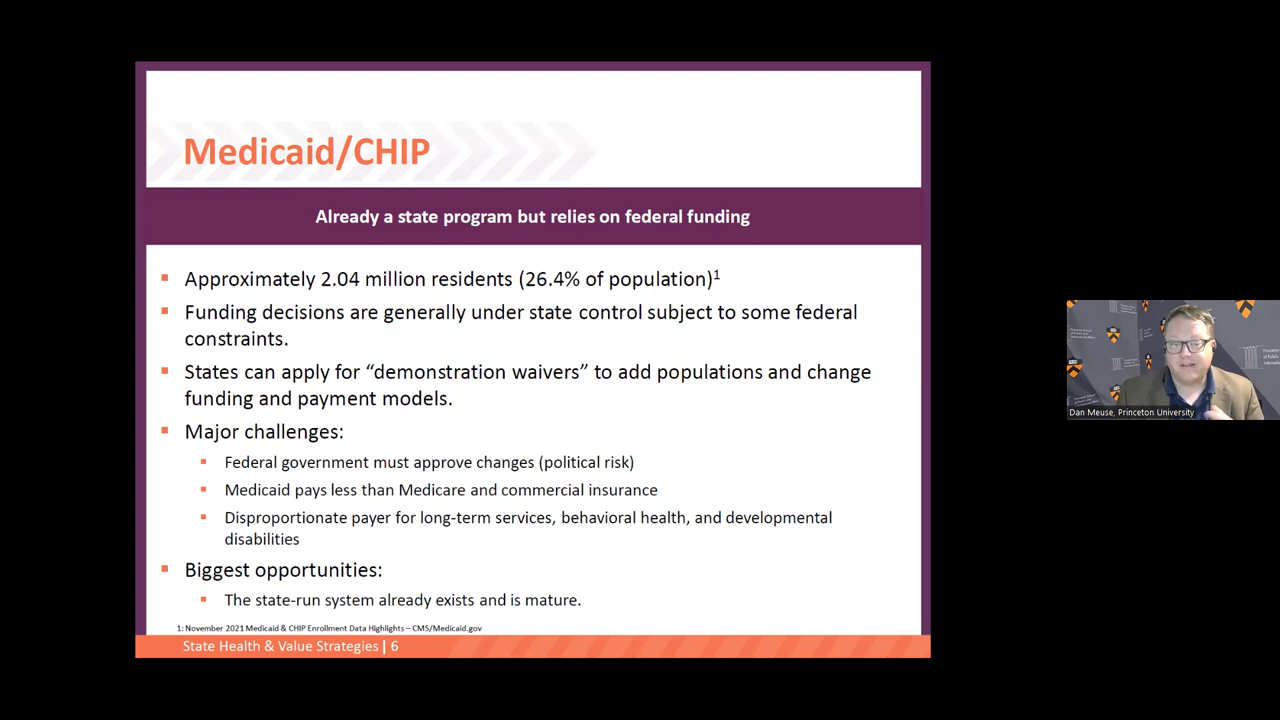 Medicaid/CHIP
Already a state program but relies on federal funding
▪ Approximately 2.04 million residents (26.4% of population)1
▪ Funding decisions are generally under state control subject to some federal
constraints.
▪ States can apply for “demonstration waivers” to add populations and change
funding and payment models.
▪ Major challenges:
▪ Federal government must approve changes (political risk)
▪ Medicaid pays less than Medicare and commercial insurance
▪ Disproportionate payer for long-term services, behavioral health, and developmental
disabilities
▪ Biggest opportunities:
▪ The state-run system already exists and is mature.
1: November 2021 Medicaid & CHIP Enrollment Data Highlights – CMS/Medicaid.gov
State Health & Value Strategies | 6
Dan Meuse, Princeton University